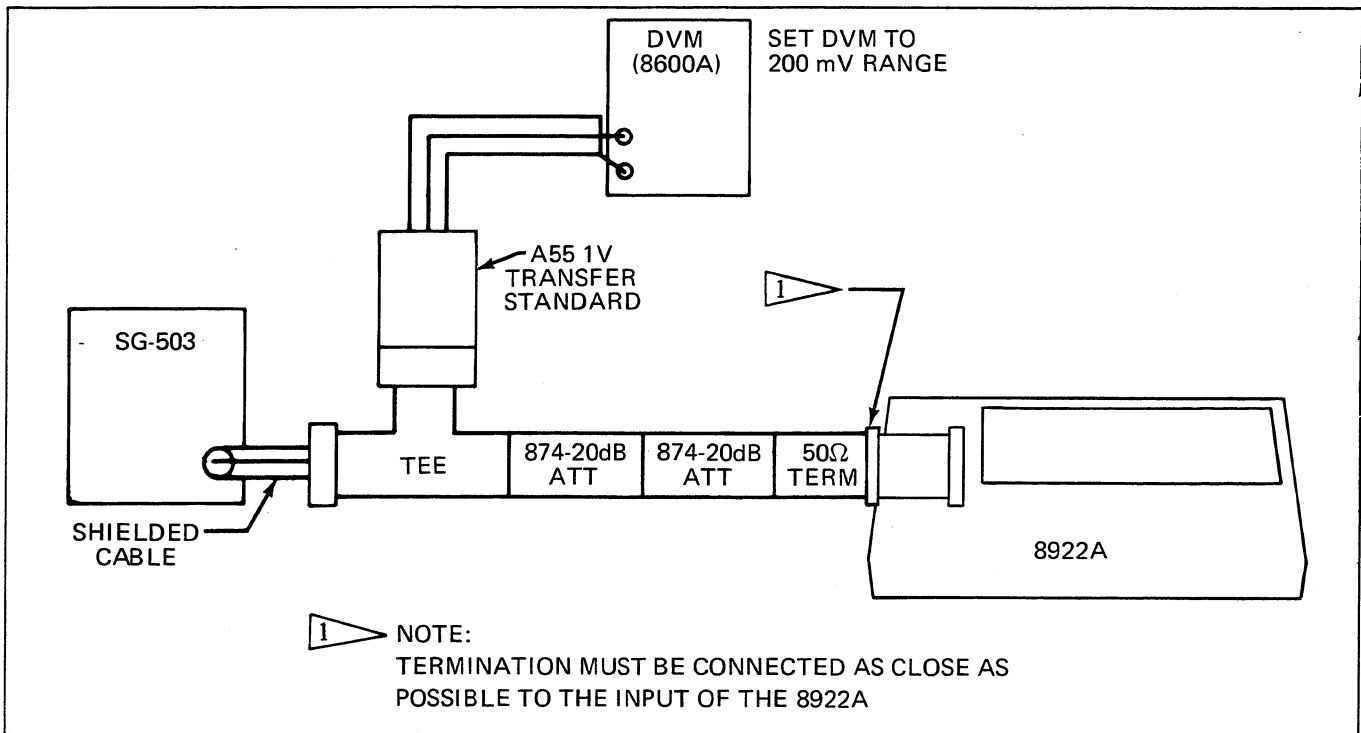 DVM
(8600A)
SET DVM TO
200 mV RANGE
A55 1V
TRANSFER
STANDARD
1
SG-503
TEE
874-20dB
ATT
874-20dB
ATT
50Ω
TERM
SHIELDED
CABLE
8922A
1
NOTE:
TERMINATION MUST BE CONNECTED AS CLOSE AS
POSSIBLE TO THE INPUT OF THE 8922A